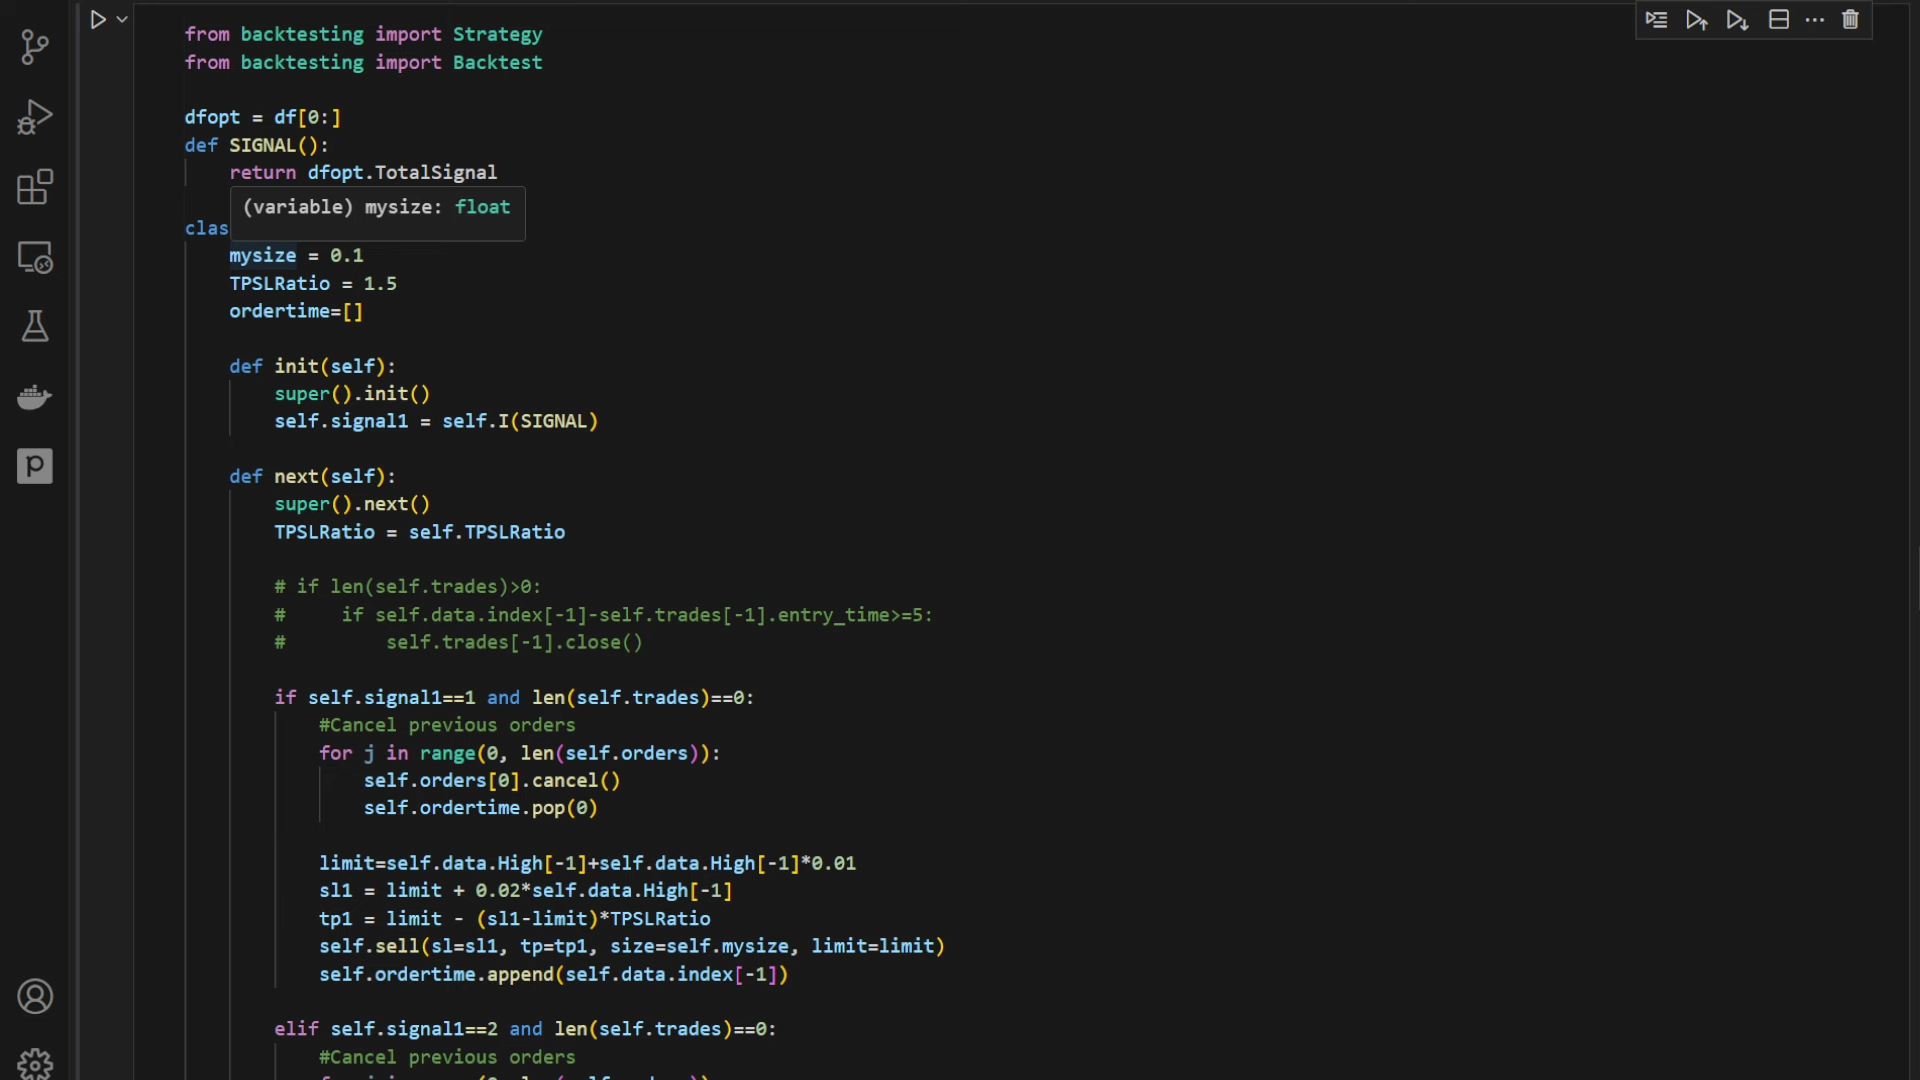 from backtesting import Strategy
from backtesting import Backtest
dfopt = df[0:]
def SIGNAL():
return dfopt.TotalSignal
(variable) mysize: float
clas
mysize = 0.1
TPSLRatio = 1.5
ordertime=[]
def init(self):
super().init()
self.signal1 = self.I(SIGNAL)
def next(self):
super().next()
TPSLRatio = self.TPSLRatio
# if len(self.trades)>0:
#     if self.data.index[-1]-self.trades[-1].entry_time>=5:
#         self.trades[-1].close()
if self.signal1==1 and len(self.trades)==0:
#Cancel previous orders
for j in range(0, len(self.orders)):
self.orders[0].cancel()
self.ordertime.pop(0)
limit=self.data.High[-1]+self.data.High[-1]*0.01
sl1 = limit + 0.02*self.data.High[-1]
tp1 = limit - (sl1-limit)*TPSLRatio
self.sell(sl=sl1, tp=tp1, size=self.mysize, limit=limit)
self.ordertime.append(self.data.index[-1])
elif self.signal1==2 and len(self.trades)==0:
#Cancel previous orders